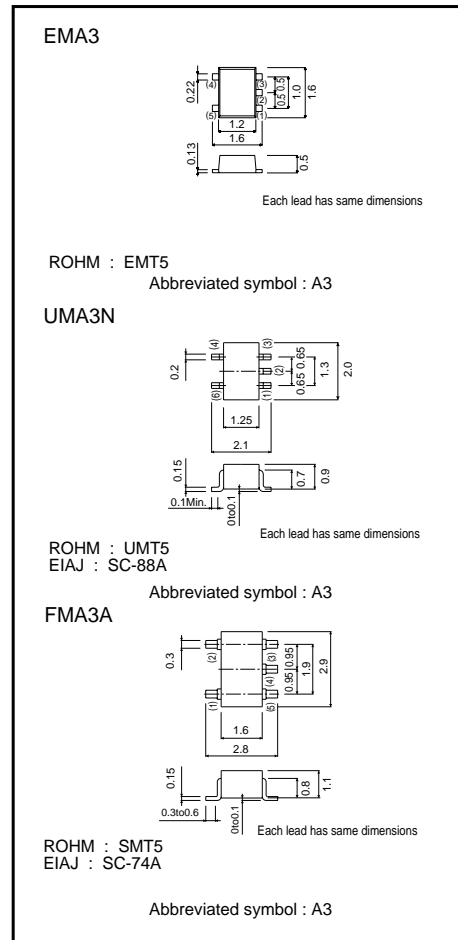 EMA3
0.22
(4)
(3)
(2)
(5)
(1)
0.5 0.5
1.0
1.6
1.2
1.6
0.13
0.5
Each lead has same dimensions
ROHM : EMT5
Abbreviated symbol : A3
UMA3N
0.2
(4)
(3)
(2)
(6)
(1)
0.65 0.65
1.3
2.0
1.25
2.1
0.15
0.7
0.9
0.1Min.
0to0.1
Each lead has same dimensions
ROHM : UMT5
EIAJ : SC-88A
Abbreviated symbol : A3
FMA3A
0.3
(2)
(3)
(4)
(1)
(5)
0.95 0.95
1.9
2.9
1.6
2.8
0.15
0.8
1.1
0.3to0.6
0to0.1
Each lead has same dimensions
ROHM : SMT5
EIAJ : SC-74A
Abbreviated symbol : A3